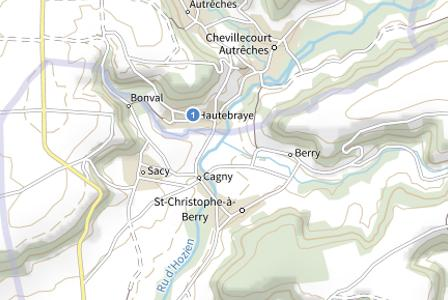 Autrêches
Chevillecourt
Autrêches
Bonval
1
Hautebraye
Berry
Sacy
Cagny
St-Christophe-à-
Berry
Ru d'Hozien